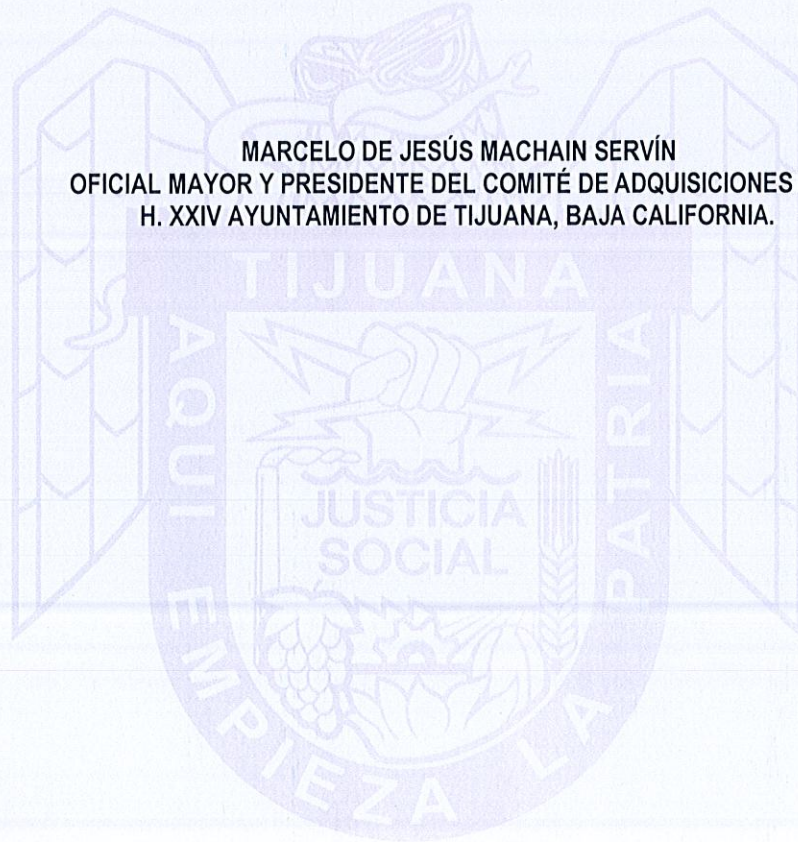 MARCELO DE JESÚS MACHAIN SERVÍN
OFICIAL MAYOR Y PRESIDENTE DEL COMITÉ DE ADQUISICIONES
H. XXIV AYUNTAMIENTO DE TIJUANA, BAJA CALIFORNIA.
TIJUANA
AQUI EMPIEZA LA PATRIA
JUSTICIA
SOCIAL